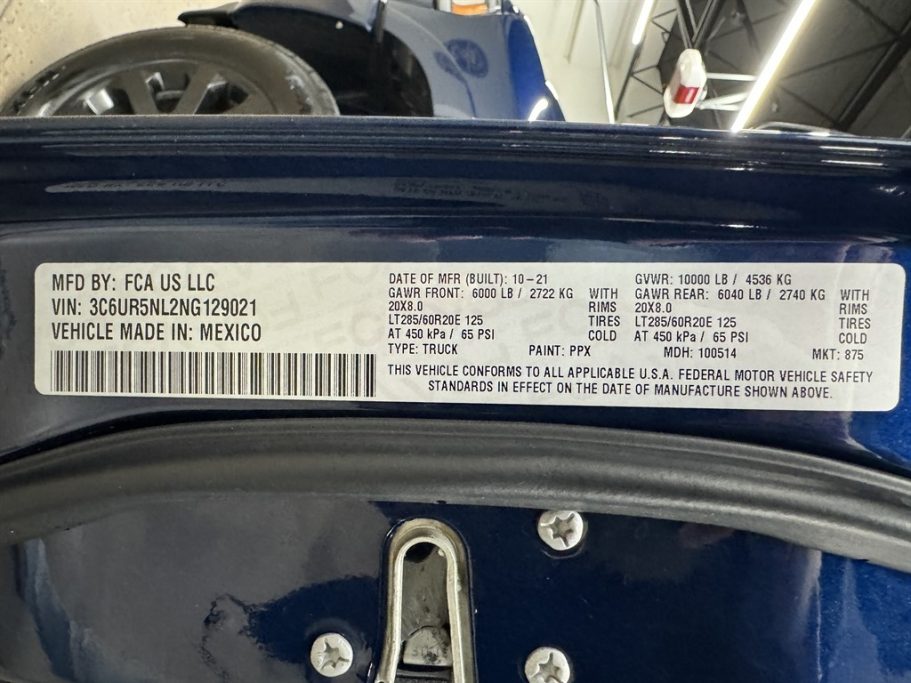 MFD BY: FCA US LLC
VIN: 3C6UR5NL2NG129021
VEHICLE MADE IN: MEXICO
DATE OF MFR (BUILT): 10-21
GAWR FRONT: 6000 LB / 2722 KG WITH
20X8.0 RIMS
LT285/60R20E 125 TIRES
AT 450 kPa / 65 PSI COLD
TYPE: TRUCK PAINT: PPX
GVWR: 10000 LB / 4536 KG
GAWR REAR: 6040 LB / 2740 KG WITH
20X8.0 RIMS
LT285/60R20E 125 TIRES
AT 450 kPa / 65 PSI COLD
MDH: 100514 MKT: 875
THIS VEHICLE CONFORMS TO ALL APPLICABLE U.S.A. FEDERAL MOTOR VEHICLE SAFETY
STANDARDS IN EFFECT ON THE DATE OF MANUFACTURE SHOWN ABOVE.